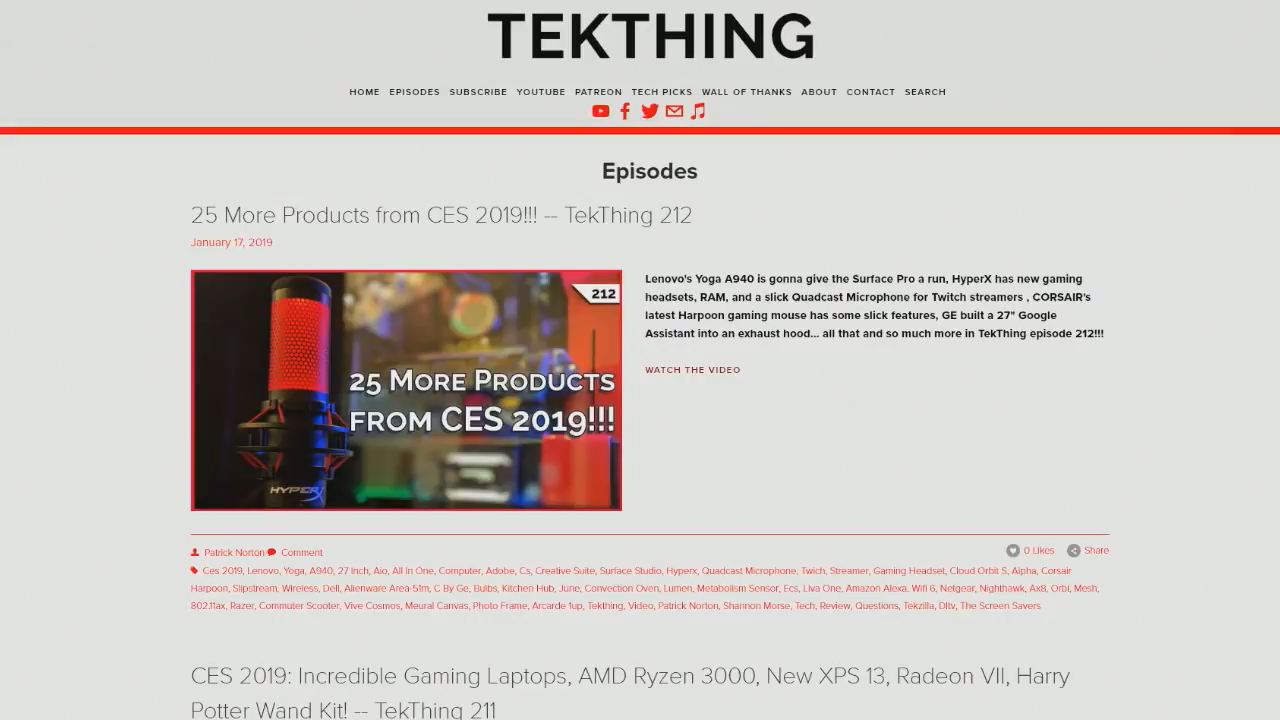 TEKTHING
HOME EPISODES SUBSCRIBE YOUTUBE PATREON TECH PICKS WALL OF THANKS ABOUT CONTACT SEARCH
Episodes
25 More Products from CES 2019!!! -- TekThing 212
January 17, 2019
212
25 More Products
from CES 2019!!!
HYPERX
Lenovo's Yoga A940 is gonna give the Surface Pro a run, HyperX has new gaming
headsets, RAM, and a slick Quadcast Microphone for Twitch streamers , CORSAIR's
latest Harpoon gaming mouse has some slick features, GE built a 27" Google
Assistant into an exhaust hood... all that and so much more in TekThing episode 212!!!
WATCH THE VIDEO
Patrick Norton Comment
0 Likes Share
Ces 2019, Lenovo, Yoga, A940, 27 Inch, Aio, All In One, Computer, Adobe, Cs, Creative Suite, Surface Studio, Hyperx, Quadcast Microphone, Twich, Streamer, Gaming Headset, Cloud Orbit S, Alpha, Corsair
Harpoon, Slipstream, Wireless, Dell, Alienware Area-51m, C By Ge, Bulbs, Kitchen Hub, June, Convection Oven, Lumen, Metabolism Sensor, Ecs, Liva One, Amazon Alexa, Wifi 6, Netgear, Nighthawk, Ax8, Orbi, Mesh,
802.11ax, Razer, Commuter Scooter, Vive Cosmos, Meural Canvas, Photo Frame, Arcarde 1up, Tekthing, Video, Patrick Norton, Shannon Morse, Tech, Review, Questions, Tekzilla, Dltv, The Screen Savers
CES 2019: Incredible Gaming Laptops, AMD Ryzen 3000, New XPS 13, Radeon VII, Harry
Potter Wand Kit! -- TekThing 211